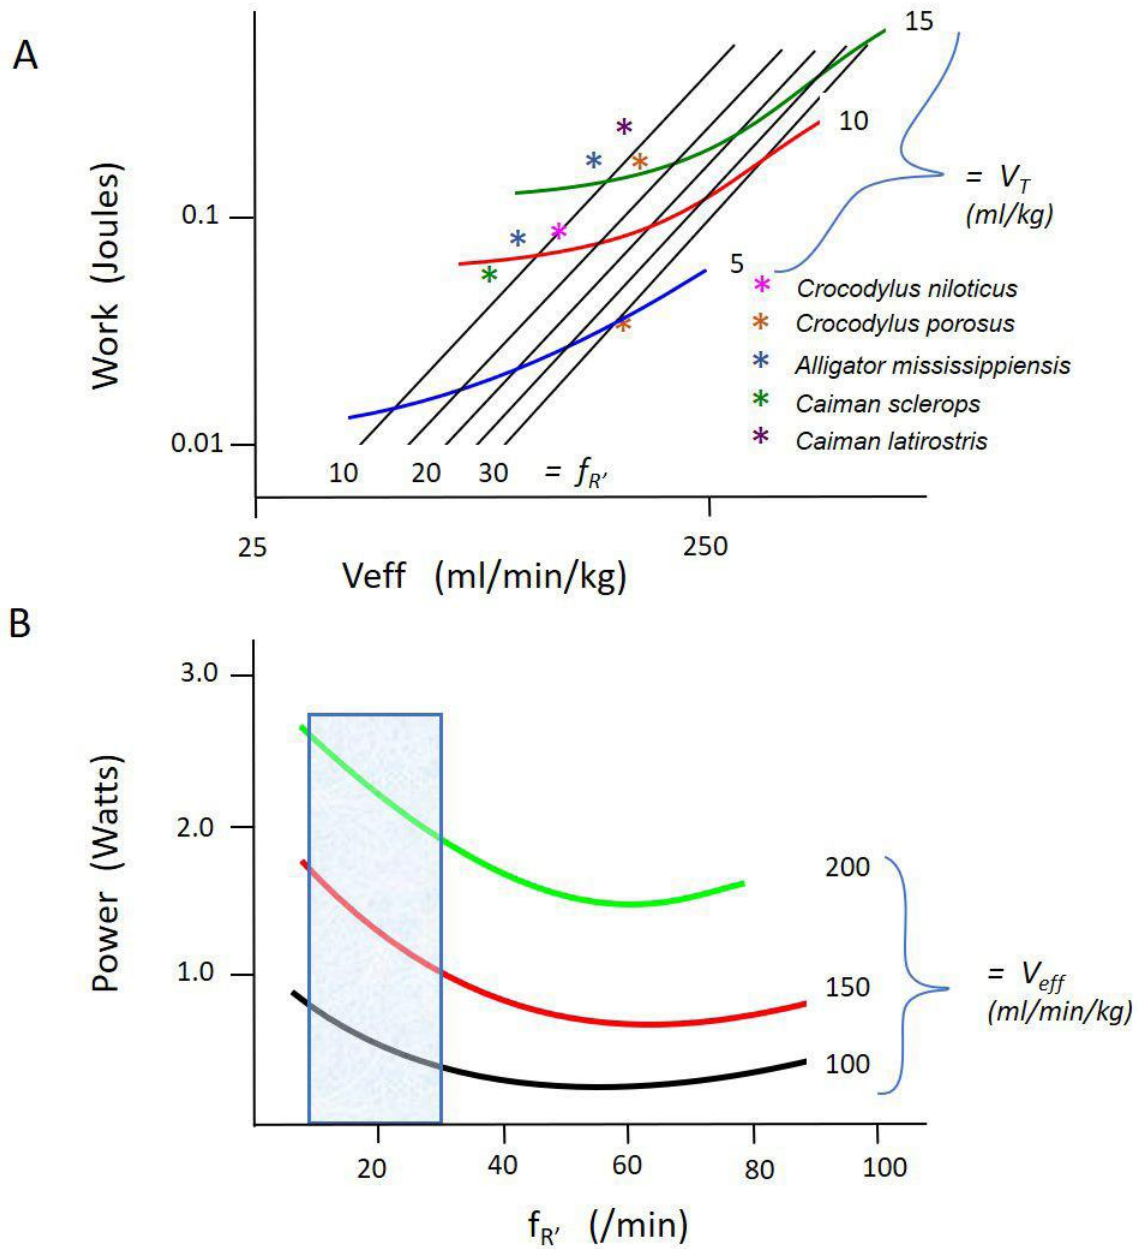 A
15
10
= V_T
(ml/kg)
Work (Joules)
0.1
5
* Crocodylus niloticus
* Crocodylus porosus
* Alligator mississippiensis
* Caiman sclerops
* Caiman latirostris
0.01
10 20 30 = f_R'
25 250
Veff (ml/min/kg)
B
3.0
Power (Watts)
2.0
200
1.0
150
= V_eff
(ml/min/kg)
100
20 40 60 80 100
f_R' (/min)